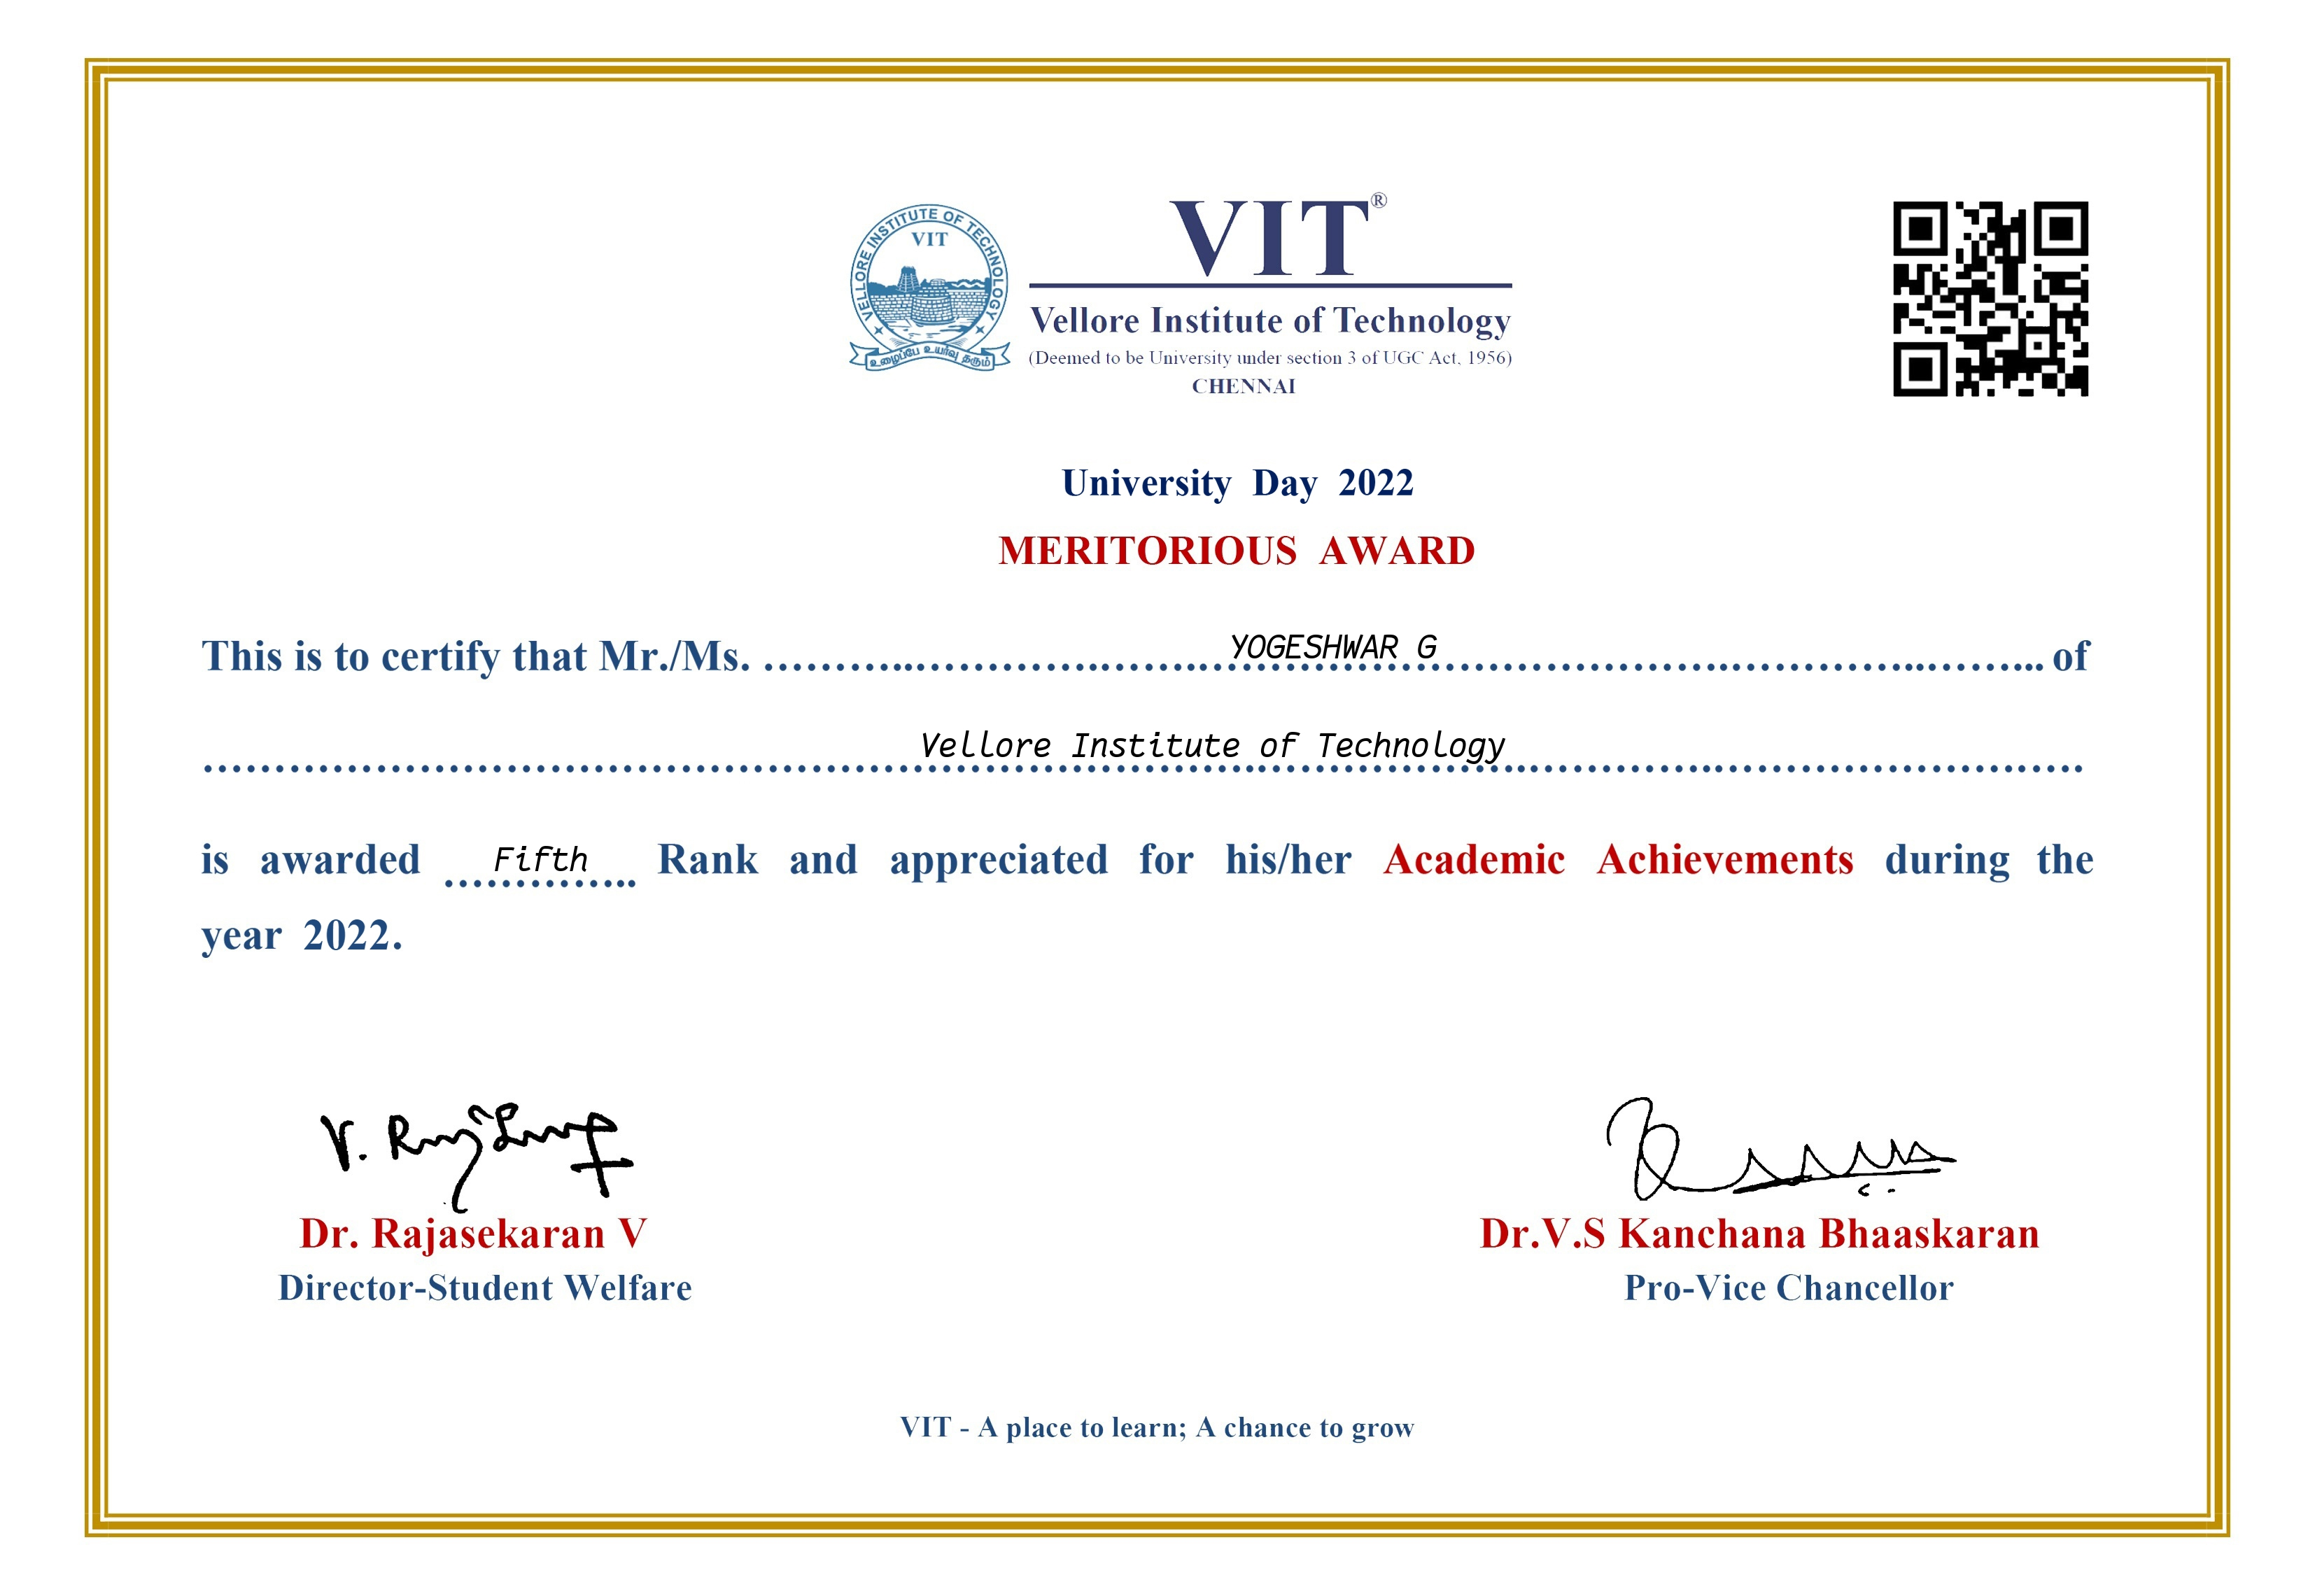 VELLORE INSTITUTE OF TECHNOLOGY
VIT
உழைப்பே உயர்வு தரும்
VIT®
Vellore Institute of Technology
(Deemed to be University under section 3 of UGC Act, 1956)
CHENNAI
University Day 2022
MERITORIOUS AWARD
This is to certify that Mr./Ms. YOGESHWAR G of
Vellore Institute of Technology
is awarded Fifth Rank and appreciated for his/her Academic Achievements during the
year 2022.
Dr. Rajasekaran V
Dr.V.S Kanchana Bhaaskaran
Director-Student Welfare
Pro-Vice Chancellor
VIT - A place to learn; A chance to grow